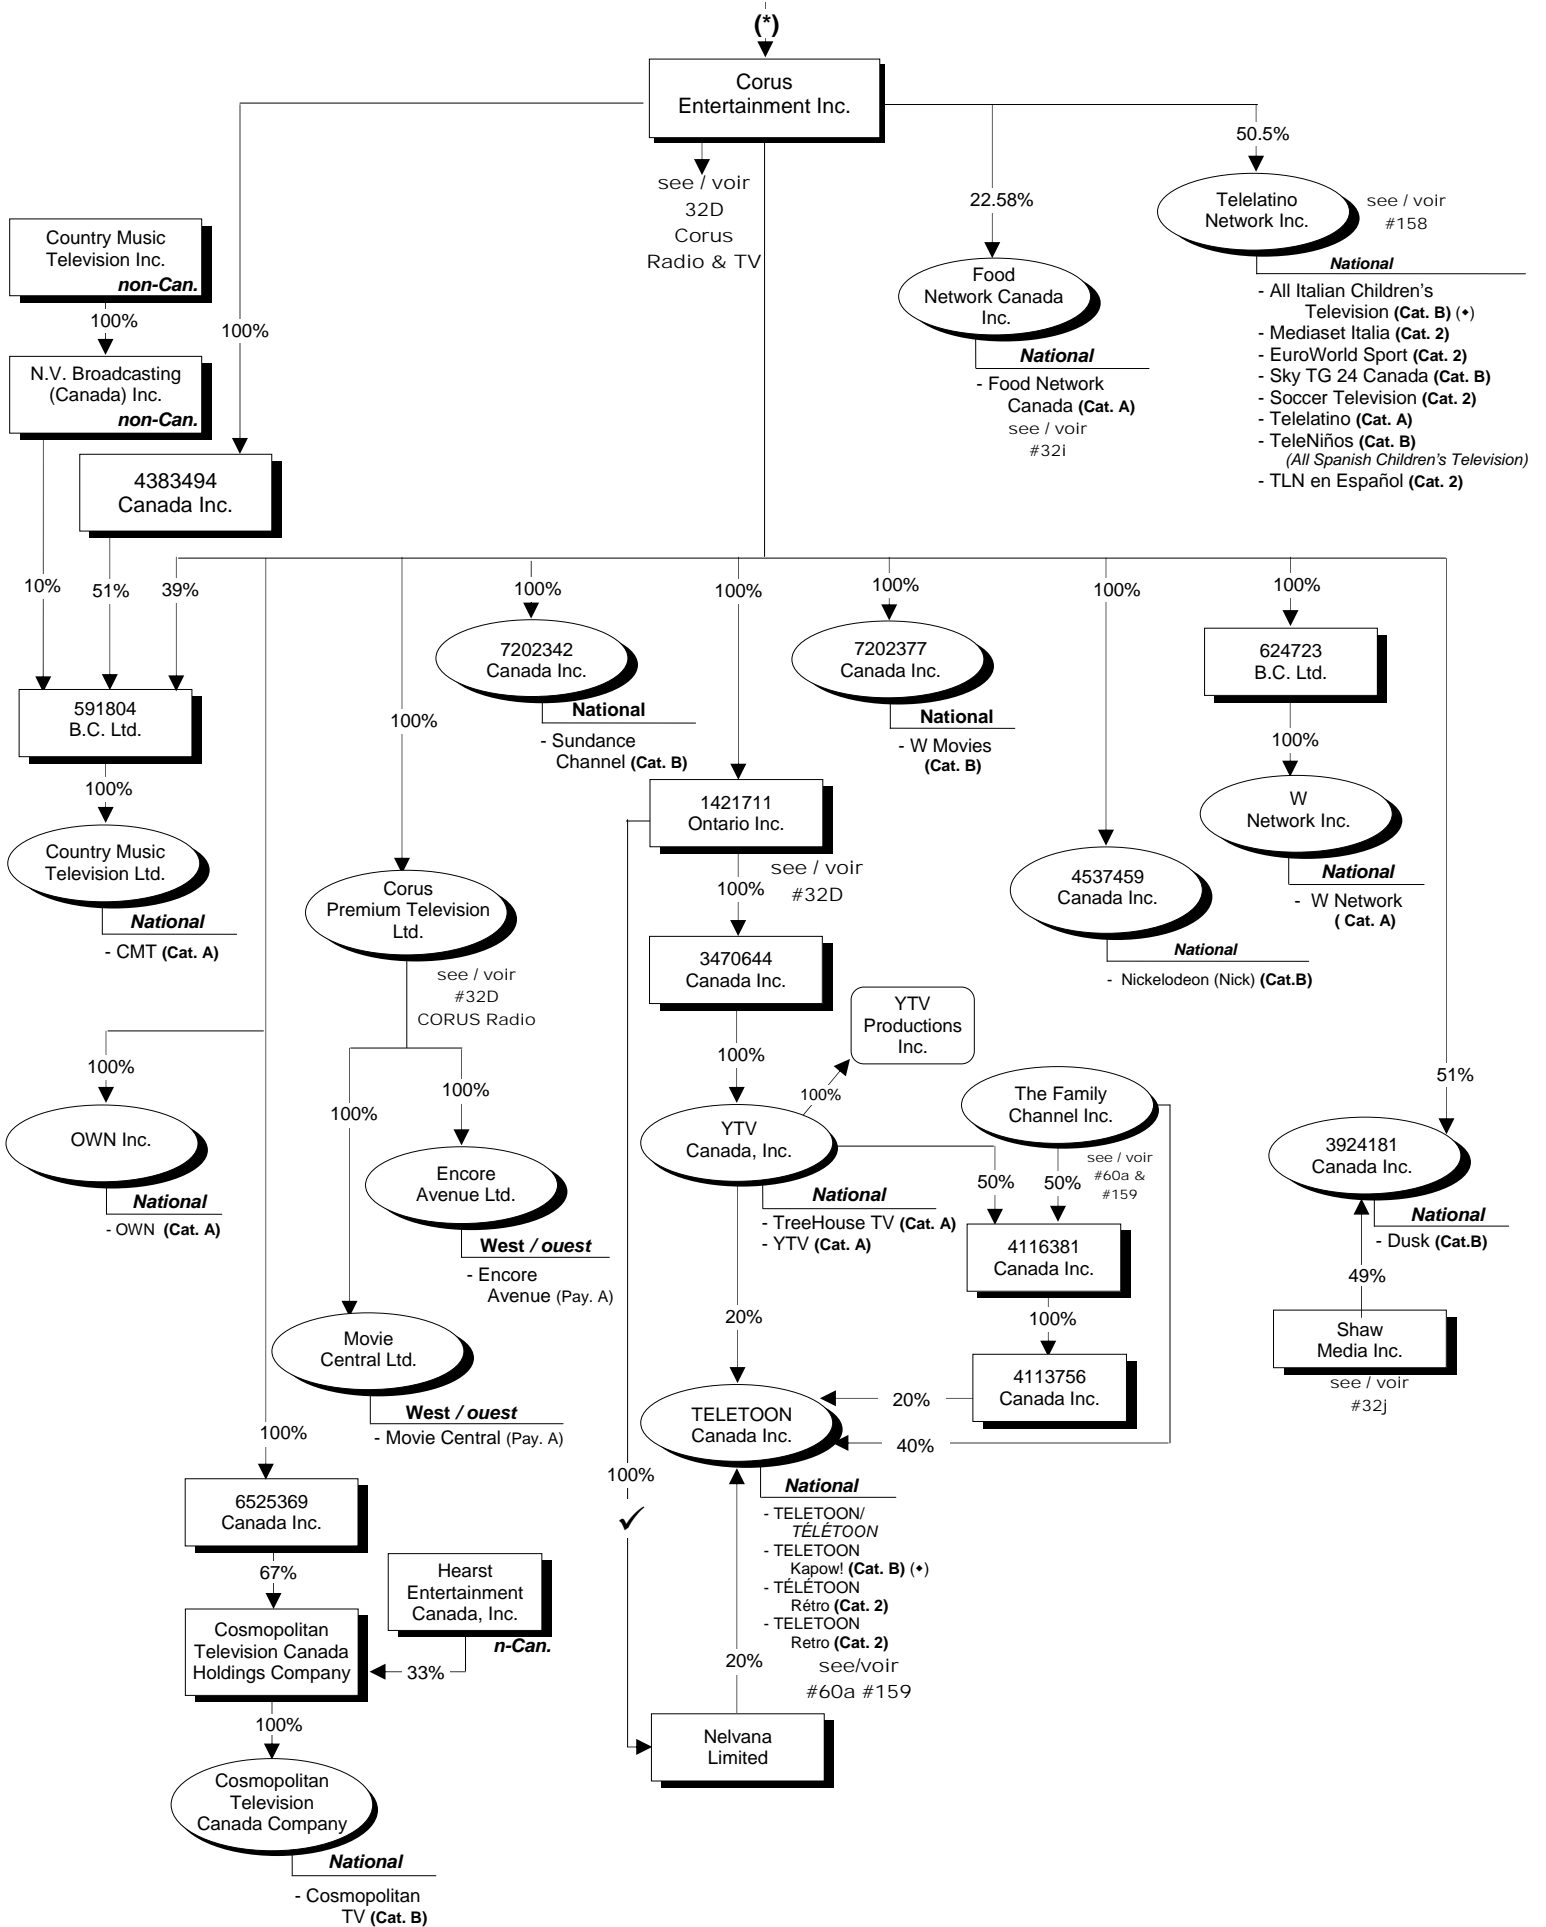 (*)
Corus
Entertainment Inc.
50.5%
see / voir
32D
Corus
Radio & TV
22.58%
Telelatino
Network Inc.
see / voir
#158
National
- All Italian Children's
Television (Cat. B) (◆)
- Mediaset Italia (Cat. 2)
- EuroWorld Sport (Cat. 2)
- Sky TG 24 Canada (Cat. B)
- Soccer Television (Cat. 2)
- Telelatino (Cat. A)
- TeleNiños (Cat. B)
(All Spanish Children's Television)
- TLN en Español (Cat. 2)
Food
Network Canada
Inc.
National
- Food Network
Canada (Cat. A)
see / voir
#32i
Country Music
Television Inc.
non-Can.
100%
100%
N.V. Broadcasting
(Canada) Inc.
non-Can.
4383494
Canada Inc.
10%
51%
39%
591804
B.C. Ltd.
100%
Country Music
Television Ltd.
National
- CMT (Cat. A)
100%
7202342
Canada Inc.
National
- Sundance
Channel (Cat. B)
100%
100%
7202377
Canada Inc.
National
- W Movies
(Cat. B)
100%
100%
624723
B.C. Ltd.
100%
W
Network Inc.
National
- W Network
( Cat. A)
100%
Corus
Premium Television
Ltd.
see / voir
#32D
CORUS Radio
1421711
Ontario Inc.
see / voir
#32D
100%
3470644
Canada Inc.
100%
4537459
Canada Inc.
National
- Nickelodeon (Nick) (Cat.B)
YTV
Productions
Inc.
100%
YTV
Canada, Inc.
National
- TreeHouse TV (Cat. A)
- YTV (Cat. A)
The Family
Channel Inc.
see / voir
#60a &
#159
50%
50%
4116381
Canada Inc.
100%
4113756
Canada Inc.
51%
3924181
Canada Inc.
National
- Dusk (Cat.B)
49%
Shaw
Media Inc.
see / voir
#32j
100%
OWN Inc.
National
- OWN (Cat. A)
100%
100%
Encore
Avenue Ltd.
West / ouest
- Encore
Avenue (Pay. A)
Movie
Central Ltd.
West / ouest
- Movie Central (Pay. A)
20%
20%
40%
TELETOON
Canada Inc.
National
- TELETOON/
TÉLÉTOON
- TELETOON
Kapow! (Cat. B) (◆)
- TÉLÉTOON
Rétro (Cat. 2)
- TELETOON
Retro (Cat. 2)
see/voir
#60a #159
100%
✓
20%
Nelvana
Limited
100%
6525369
Canada Inc.
67%
Hearst
Entertainment
Canada, Inc.
n-Can.
33%
Cosmopolitan
Television Canada
Holdings Company
100%
Cosmopolitan
Television
Canada Company
National
- Cosmopolitan
TV (Cat. B)